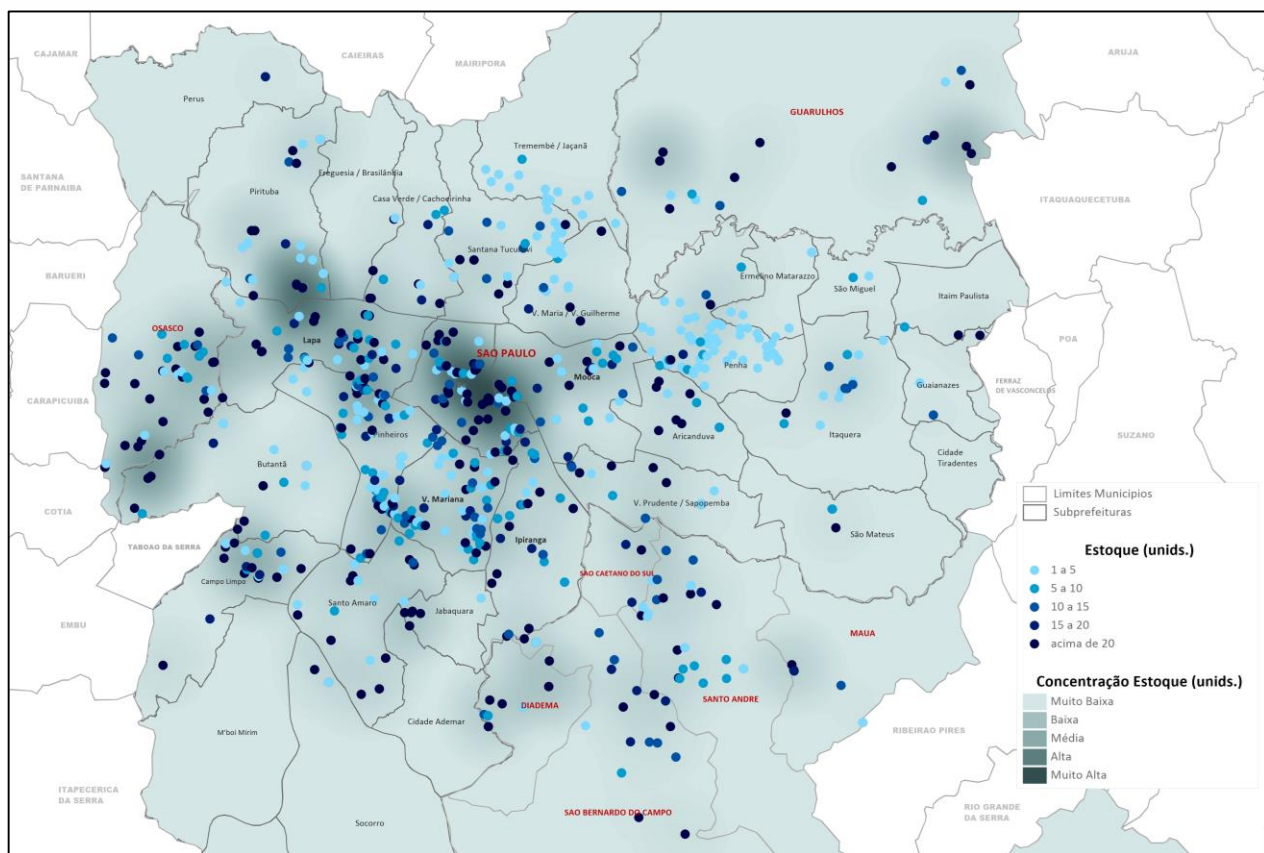 CAJAMAR
CAIEIRAS
MAIRIPORA
ARUJA
Perus
GUARULHOS
Tremembé / Jaçanã
SANTANA
DE PARNAIBA
Freguesia / Brasilândia
Pirituba
Casa Verde / Cachoeirinha
ITAQUAQUECETUBA
Santana Tucuruvi
BARUERI
Ermelino Matarazzo
São Miguel
Itaim Paulista
V. Maria / V. Guilherme
OSASCO
Lapa
SAO PAULO
POA
Mooca
Penha
CARAPICUIBA
Guaianazes
FERRAZ
DE VASCONCELOS
Pinheiros
Aricanduva
Itaquera
SUZANO
Butantã
Cidade
Tiradentes
V. Mariana
V. Prudente / Sapopemba
COTIA
Ipiranga
São Mateus
TABOAO DA SERRA
SAO CAETANO DO SUL
Campo Limpo
Santo Amaro
Jabaquara
EMBU
MAUA
SANTO ANDRE
DIADEMA
Cidade Ademar
M'boi Mirim
RIBEIRAO PIRES
ITAPECERICA
DA SERRA
SAO BERNARDO DO CAMPO
RIO GRANDE
DA SERRA
Socorro
Limites Municipios
Subprefeituras
Estoque (unids.)
1 a 5
5 a 10
10 a 15
15 a 20
acima de 20
Concentração Estoque (unids.)
Muito Baixa
Baixa
Média
Alta
Muito Alta